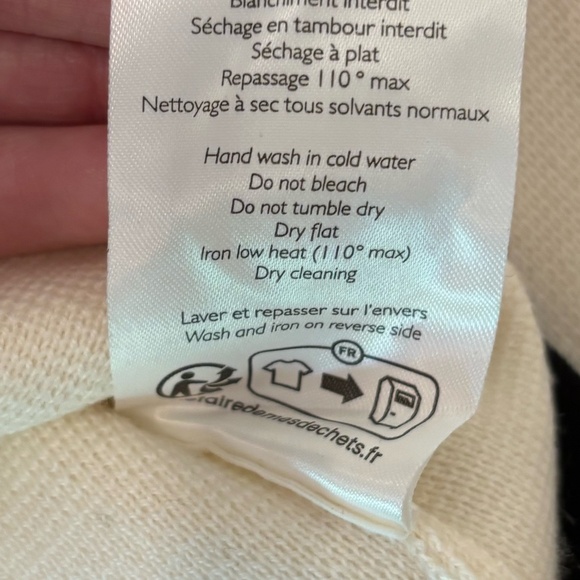 Blanchiment interdit
Séchage en tambour interdit
Séchage à plat
Repassage 110° max
Nettoyage à sec tous solvants normaux
Hand wash in cold water
Do not bleach
Do not tumble dry
Dry flat
Iron low heat (110° max)
Dry cleaning
Laver et repasser sur l'envers
Wash and iron on reverse side
FR